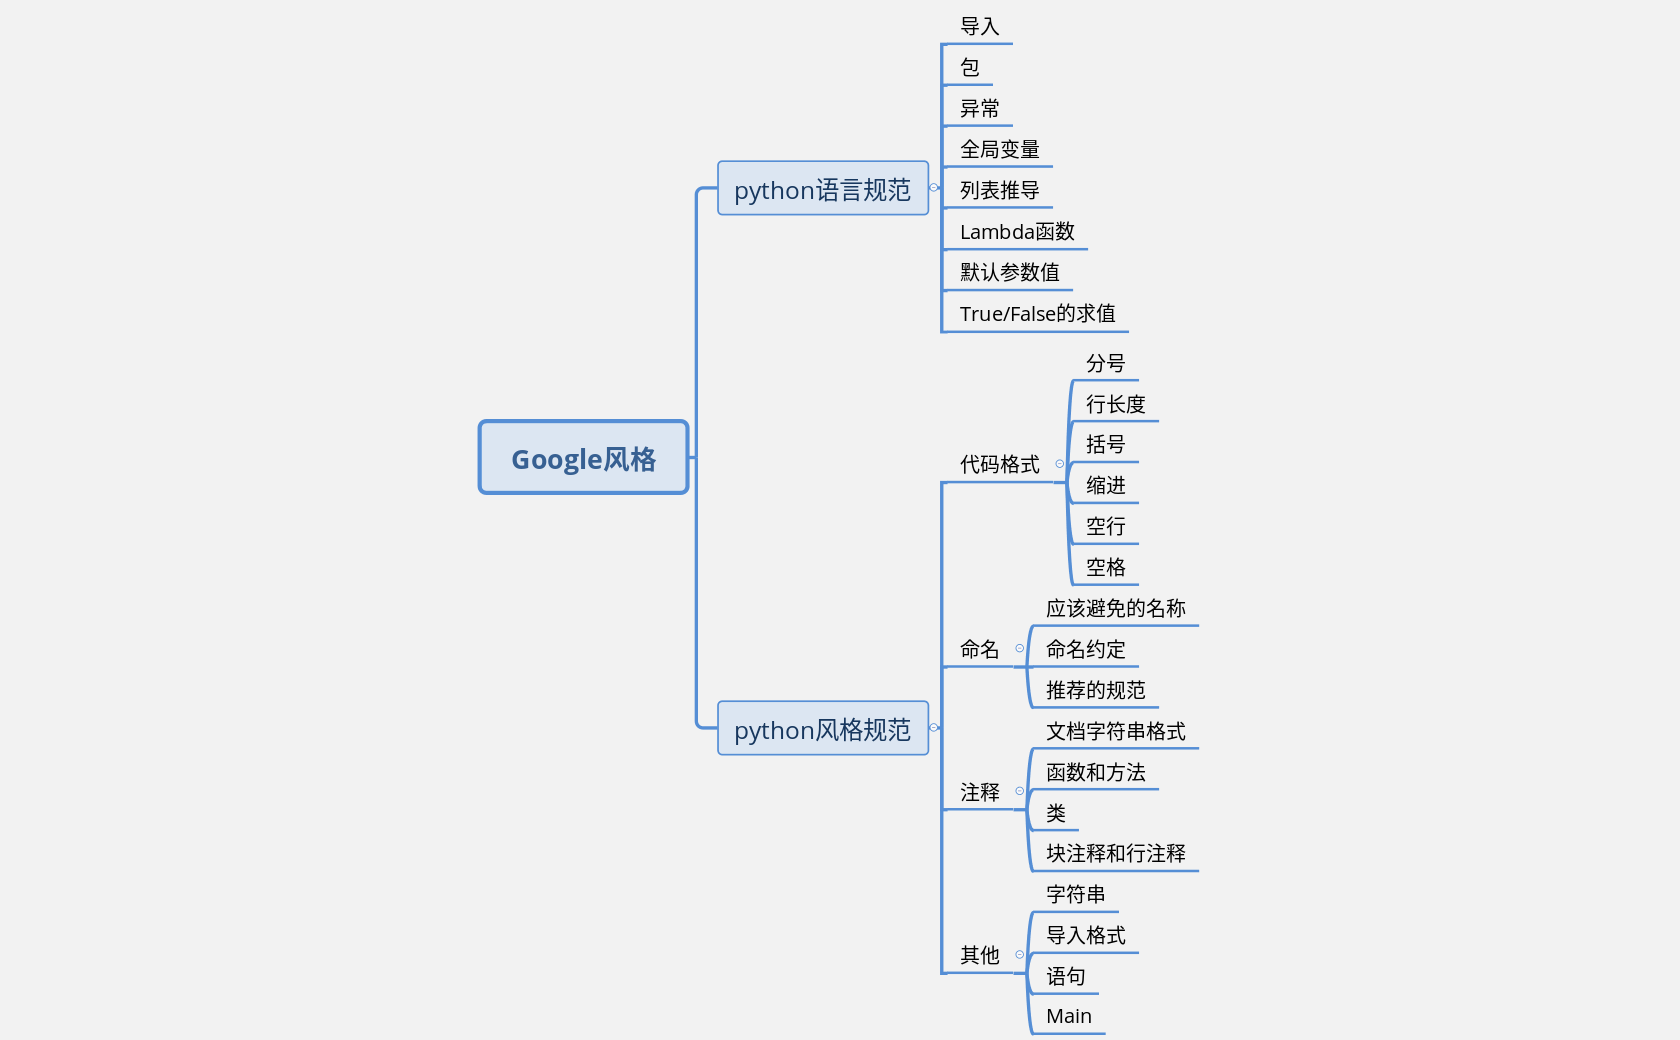 Google风格
python语言规范
导入
包
异常
全局变量
列表推导
Lambda函数
默认参数值
True/False的求值
python风格规范
代码格式
分号
行长度
括号
缩进
空行
空格
命名
应该避免的名称
命名约定
推荐的规范
注释
文档字符串格式
函数和方法
类
块注释和行注释
其他
字符串
导入格式
语句
Main